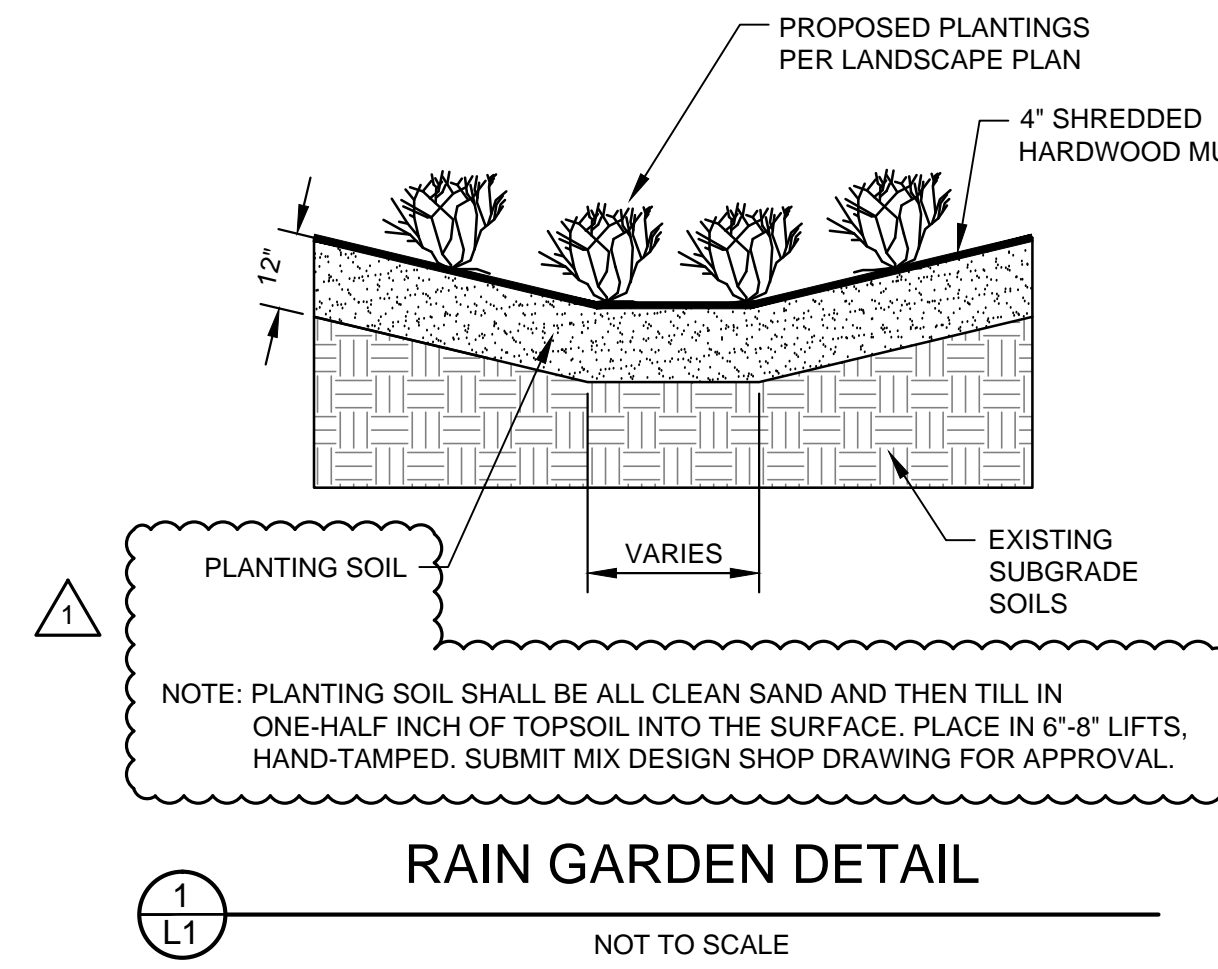 PROPOSED PLANTINGS
PER LANDSCAPE PLAN
4" SHREDDED
HARDWOOD
12"
PLANTING SOIL
VARIES
EXISTING
SUBGRADE
SOILS
1
NOTE: PLANTING SOIL SHALL BE ALL CLEAN SAND AND THEN TILL IN
ONE-HALF INCH OF TOPSOIL INTO THE SURFACE. PLACE IN 6"-8" LIFTS,
HAND-TAMPED. SUBMIT MIX DESIGN SHOP DRAWING FOR APPROVAL.
RAIN GARDEN DETAIL
1
L1
NOT TO SCALE